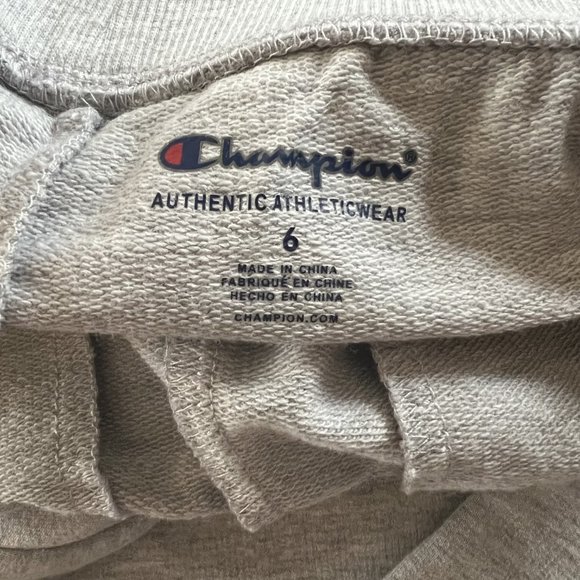 Champion®
AUTHENTIC ATHLETICWEAR
6
MADE IN CHINA
FABRIQUÉ EN CHINE
HECHO EN CHINA
CHAMPION.COM